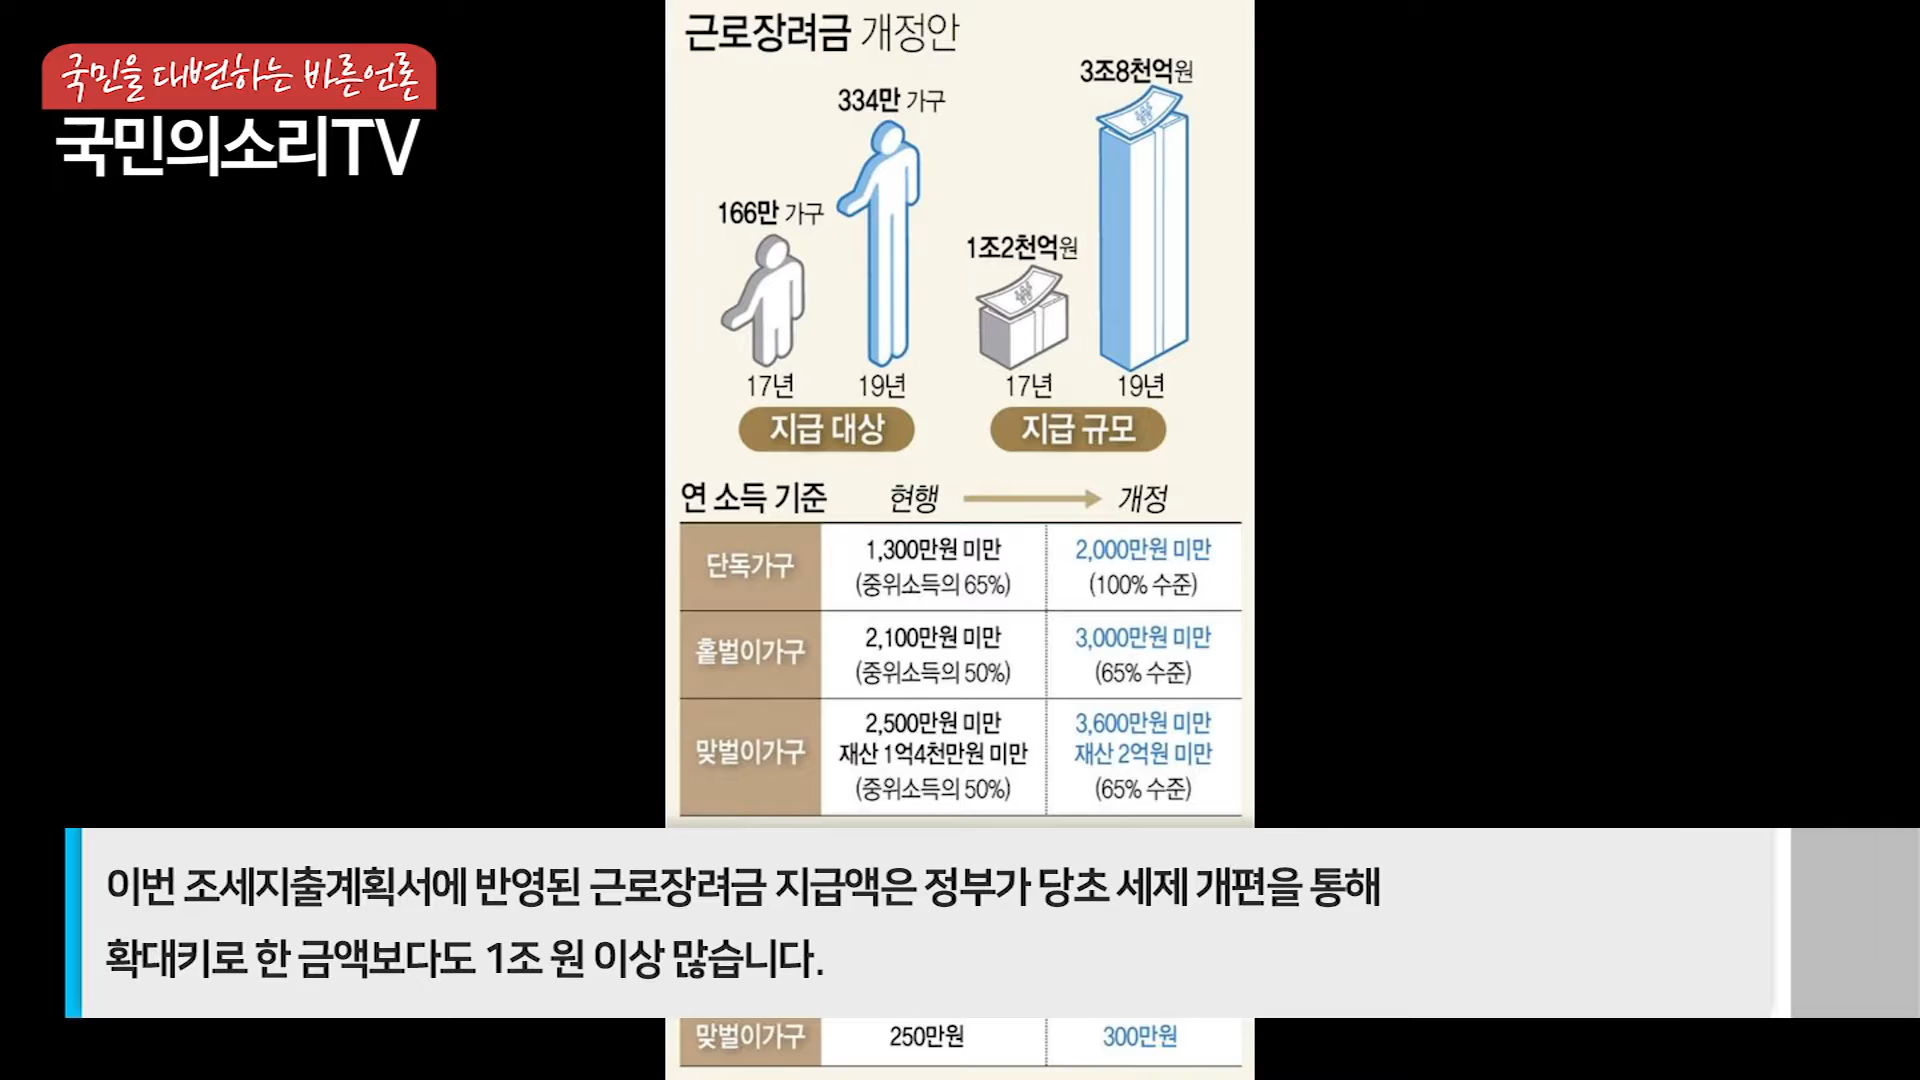 국민을 대변하는 바른언론
국민의소리TV
근로장려금 개정안
3조8천억원
334만 가구
166만 가구
1조2천억원
17년 19년 17년 19년
지급 대상 지급 규모
연 소득 기준 현행 개정
단독가구 1,300만원 미만 2,000만원 미만
(중위소득의 65%) (100% 수준)
홑벌이가구 2,100만원 미만 3,000만원 미만
(중위소득의 50%) (65% 수준)
맞벌이가구 2,500만원 미만 3,600만원 미만
재산 1억4천만원 미만 재산 2억원 미만
(중위소득의 50%) (65% 수준)
이번 조세지출계획서에 반영된 근로장려금 지급액은 정부가 당초 세제 개편을 통해
확대키로 한 금액보다도 1조 원 이상 많습니다.
맞벌이가구 250만원 300만원